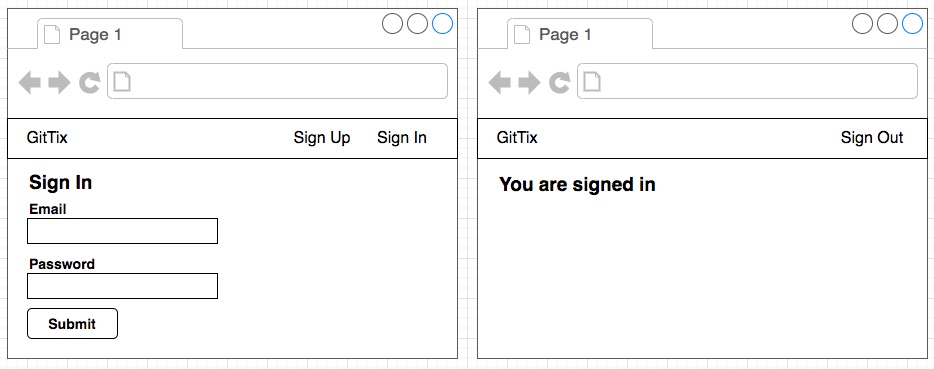 Page 1
GitTix
Sign Up
Sign In
Sign In
Email
Password
Submit
Page 1
GitTix
Sign Out
You are signed in